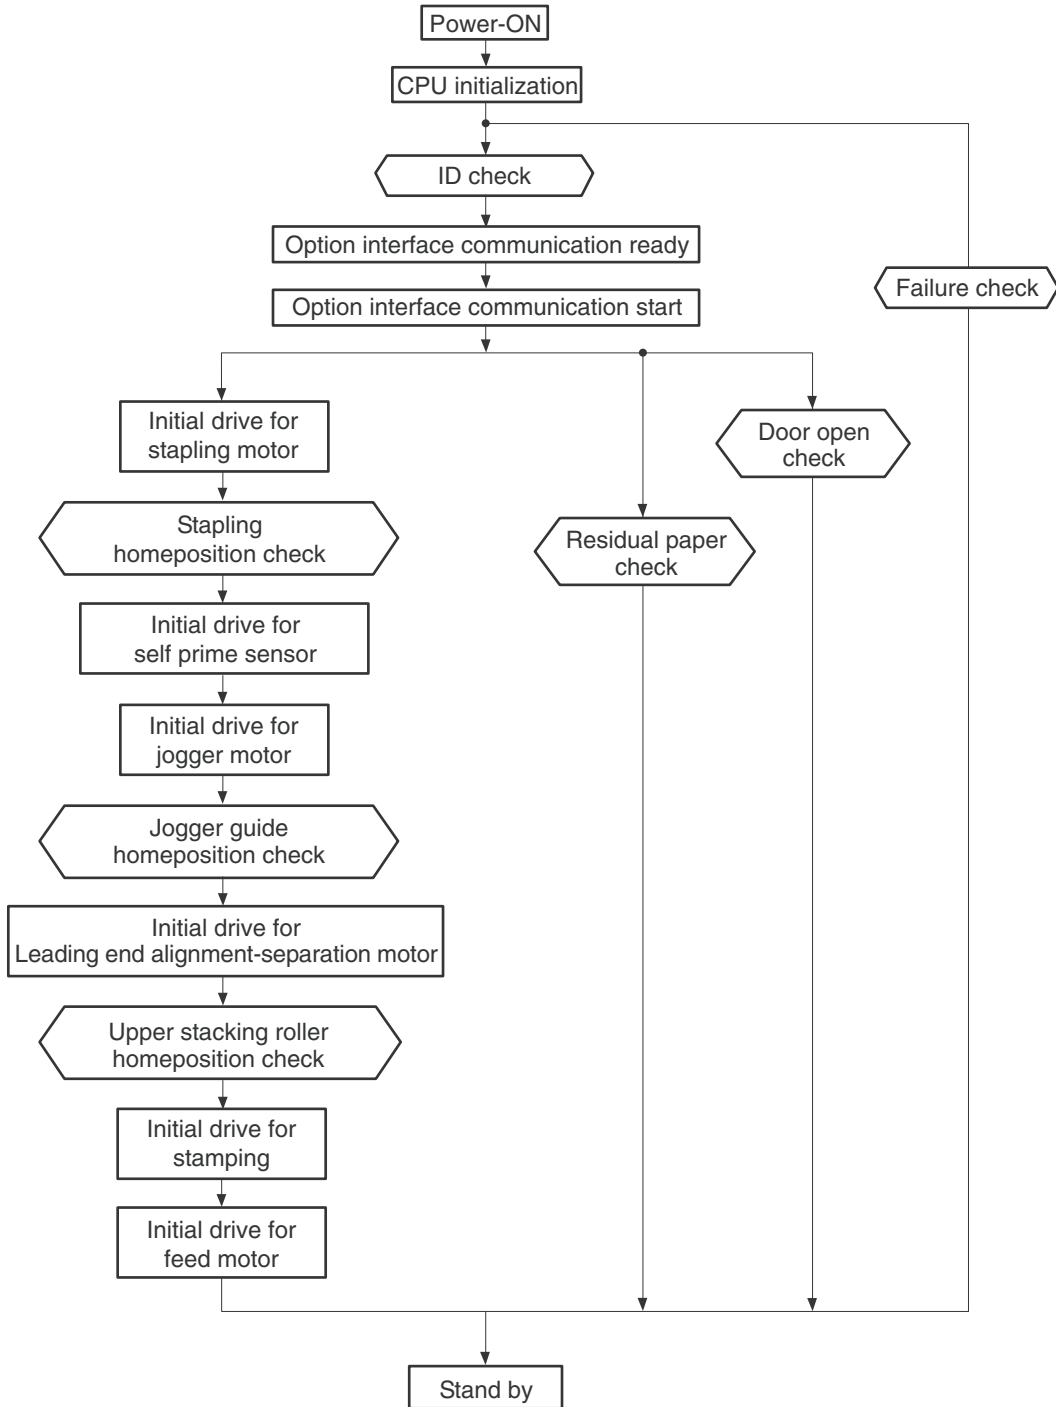 Power-ON
CPU initialization
ID check
Option interface communication ready
Option interface communication start
Failure check
Initial drive for
stapling motor
Door open
check
Stapling
homeposition check
Residual paper
check
Initial drive for
self prime sensor
Initial drive for
jogger motor
Jogger guide
homeposition check
Initial drive for
Leading end alignment-separation motor
Upper stacking roller
homeposition check
Initial drive for
stamping
Initial drive for
feed motor
Stand by